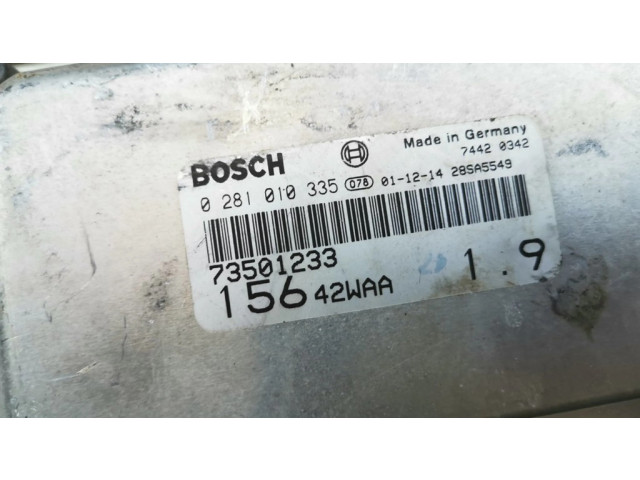 BOSCH Made in Germany
7442 0342
0 281 010 335 078 01-12-14 28SA5549
73501233
156 42WAA 1.9